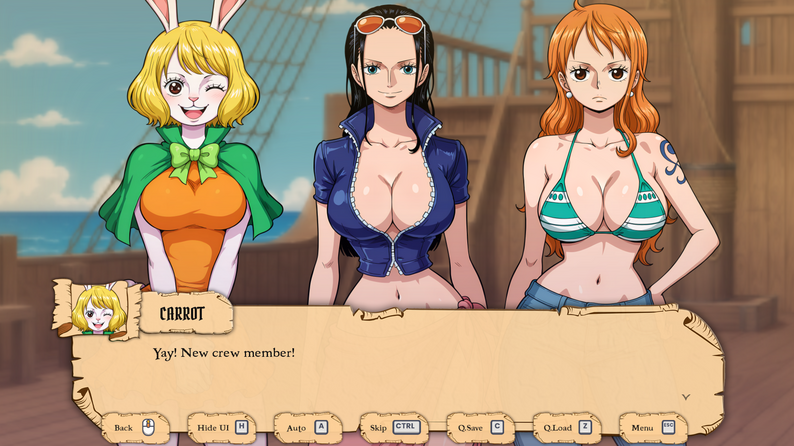 CARROT
Yay! New crew member!
Back
Hide UI H
Auto A
Skip CTRL
Q.Save C
Q.Load Z
Menu ESC